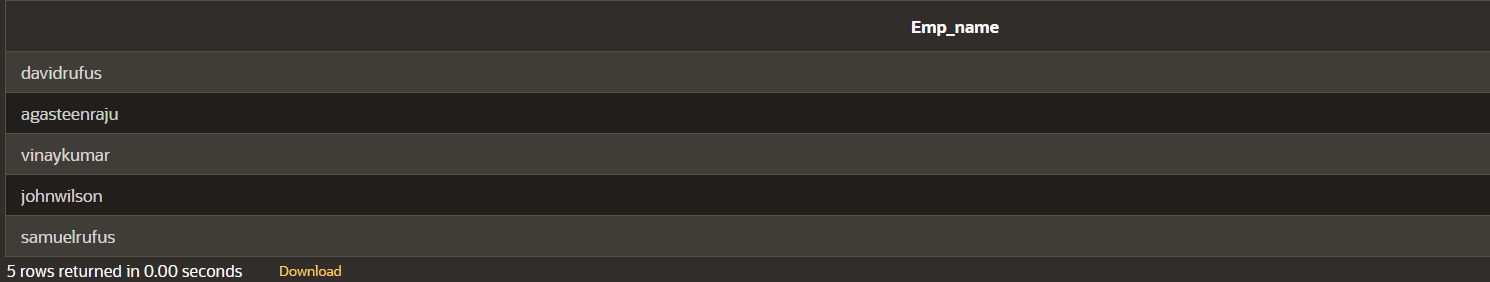 Emp_name
davidrufus
agasteenraju
vinaykumar
johnwilson
samuelrufus
5 rows returned in 0.00 seconds Download